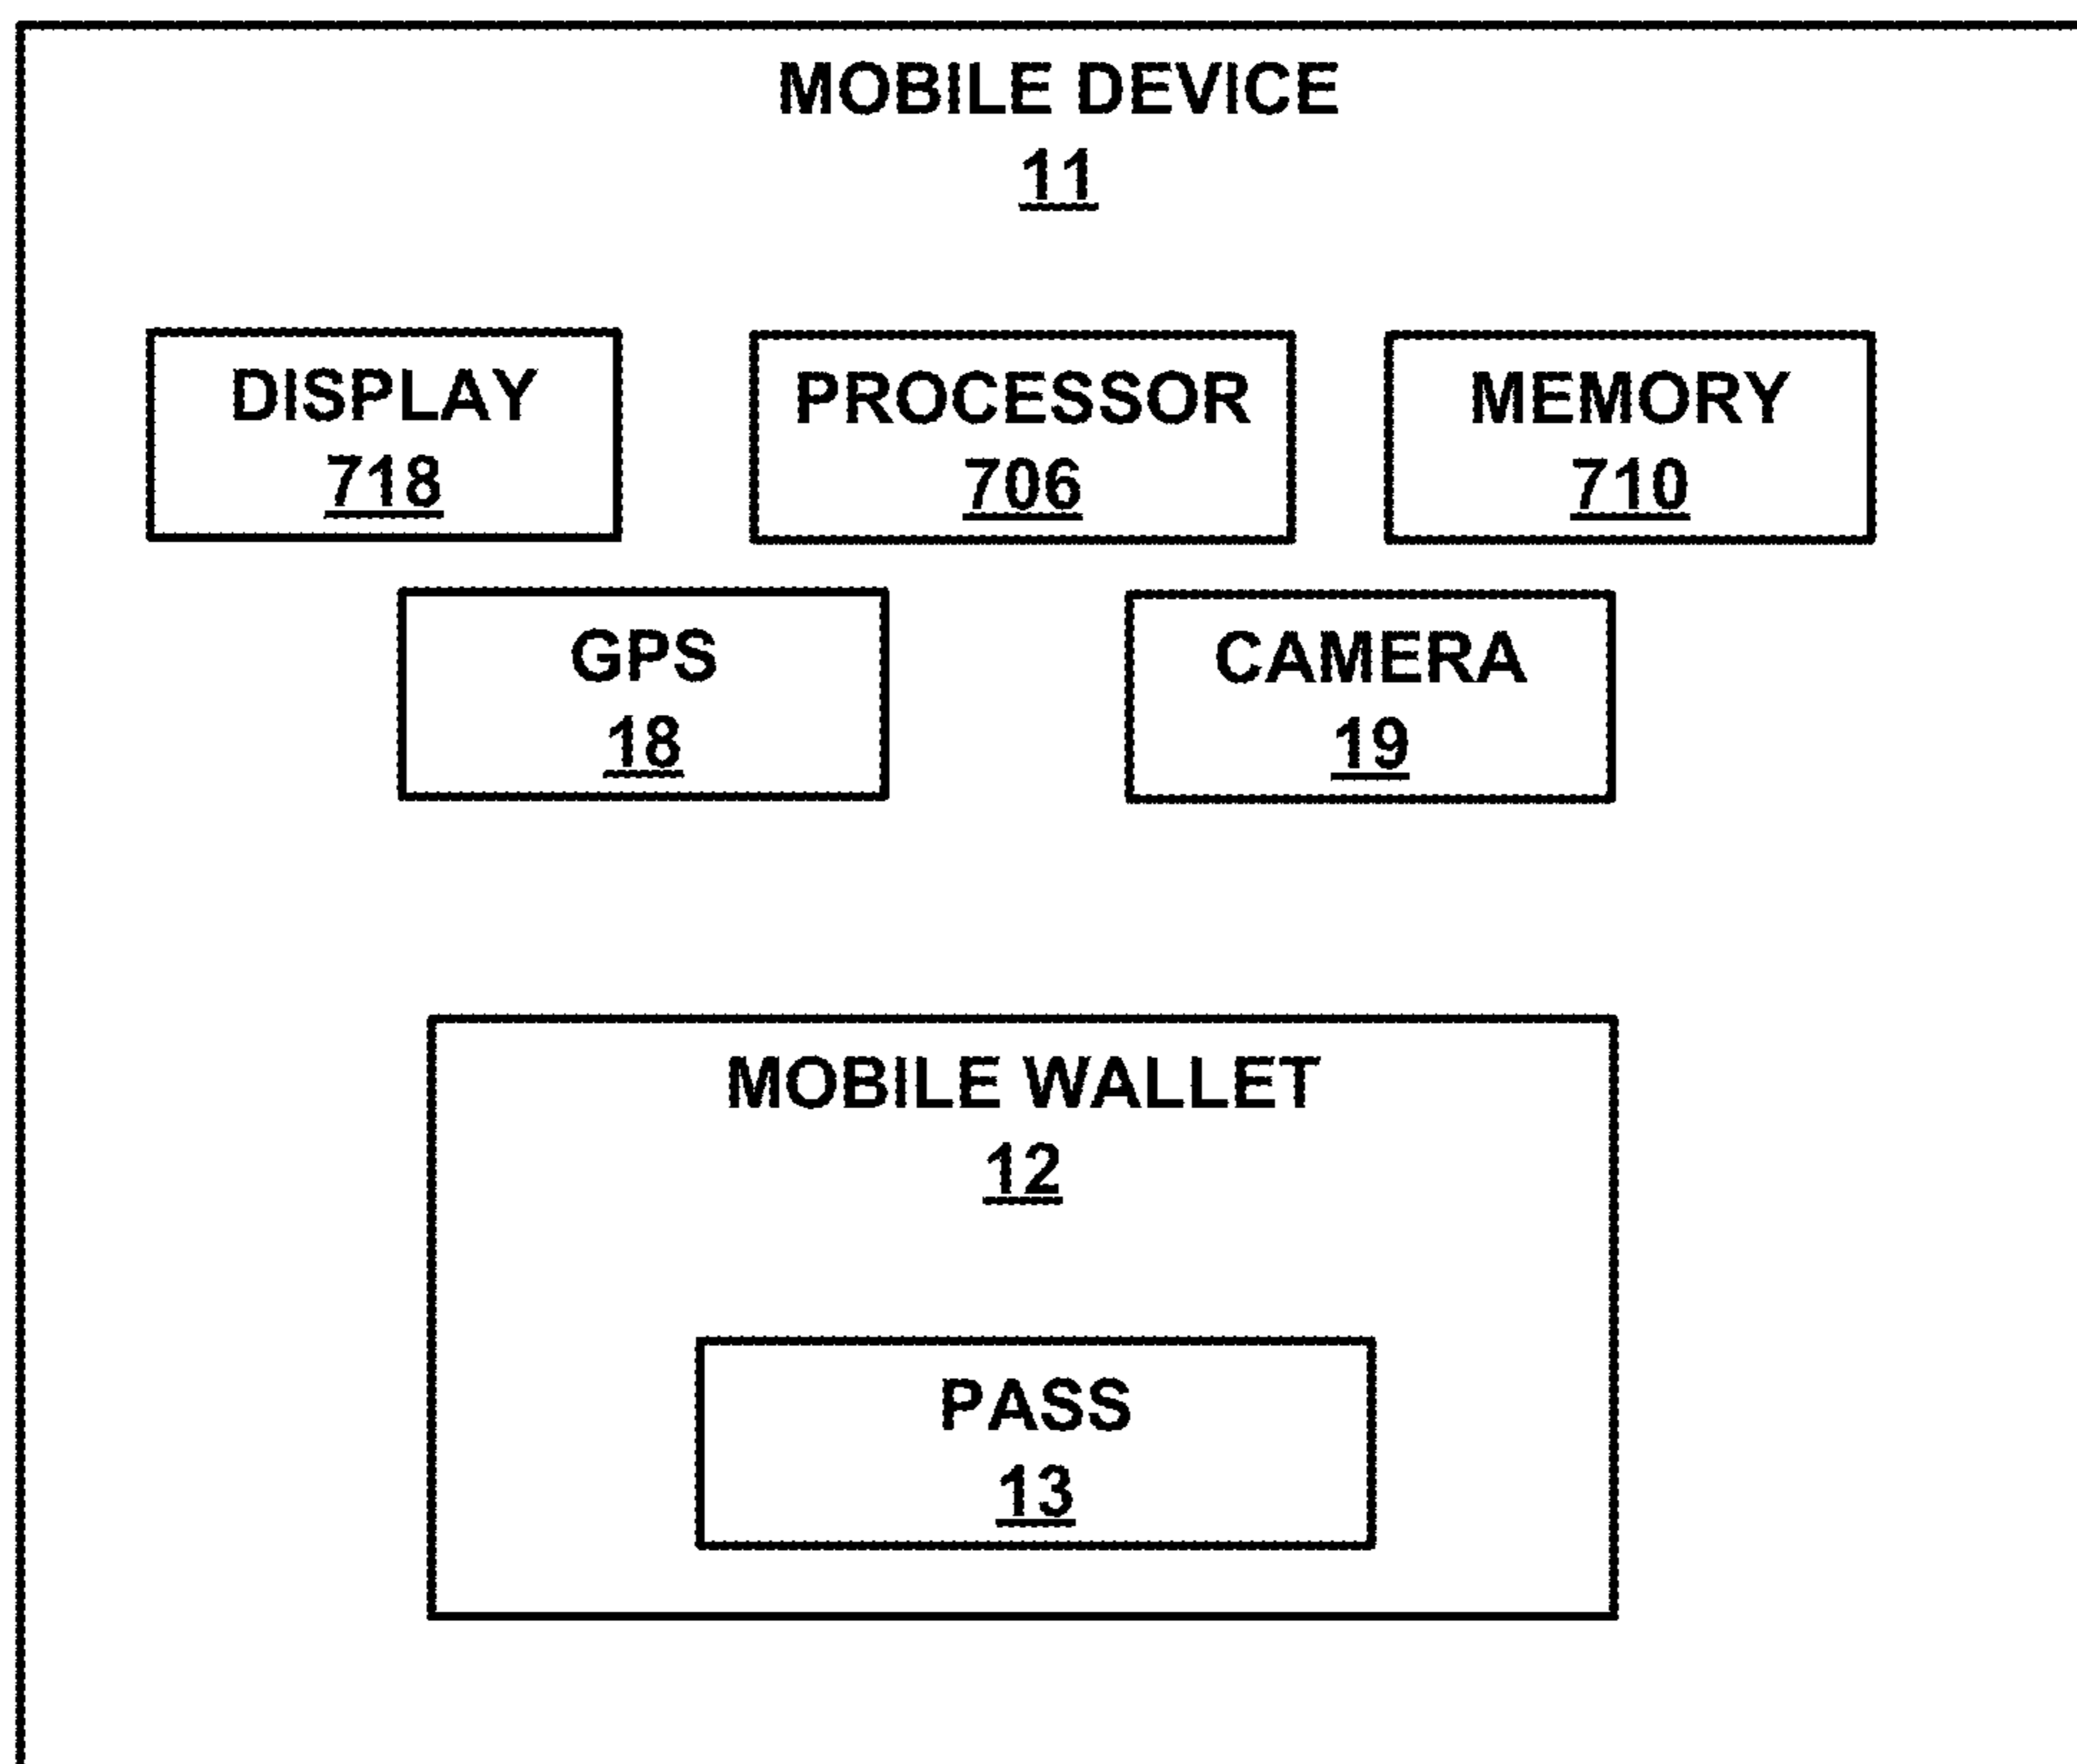 MOBILE DEVICE
11
DISPLAY
718
PROCESSOR
706
MEMORY
710
GPS
18
CAMERA
19
MOBILE WALLET
12
PASS
13